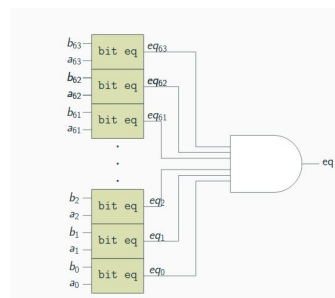 b63
bit eq
eq63
a63
b62
bit eq
eq62
a62
b61
bit eq
eq61
a61
eq
b2
bit eq
eq2
a2
b1
bit eq
eq1
a1
b0
bit eq
eq0
a0